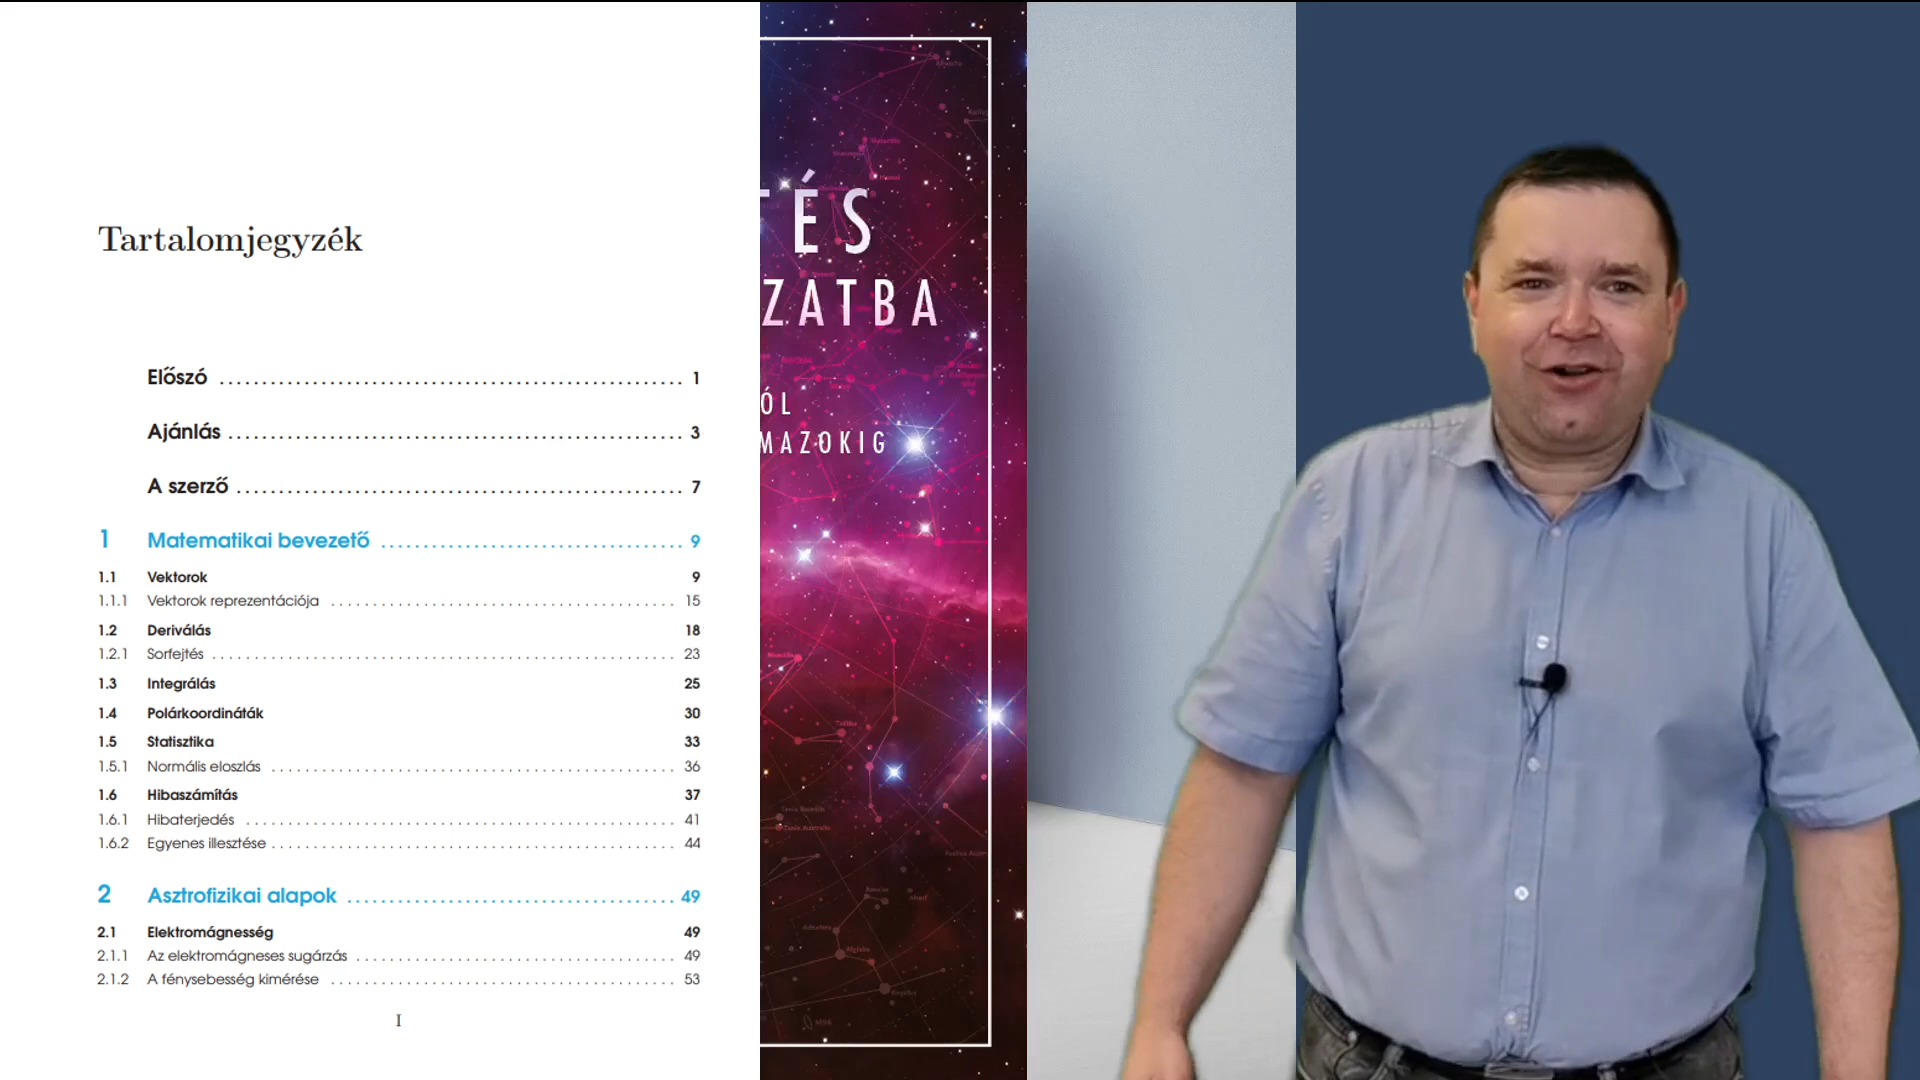 Tartalomjegyzék
Előszó 1
Ajánlás 3
A szerző 7
1 Matematikai bevezető 9
1.1 Vektorok 9
1.1.1 Vektorok reprezentációja 15
1.2 Deriválás 18
1.2.1 Sorfejtés 23
1.3 Integrálás 25
1.4 Polárkoordináták 30
1.5 Statisztika 33
1.5.1 Normális eloszlás 36
1.6 Hibaszámítás 37
1.6.1 Hibaterjedés 41
1.6.2 Egyenes illesztése 44
2 Asztrofizikai alapok 49
2.1 Elektromágnesség 49
2.1.1 Az elektromágneses sugárzás 49
2.1.2 A fénysebesség kimérése 53
I
TÉS
ZATBA
ÓL
MAZOKIG